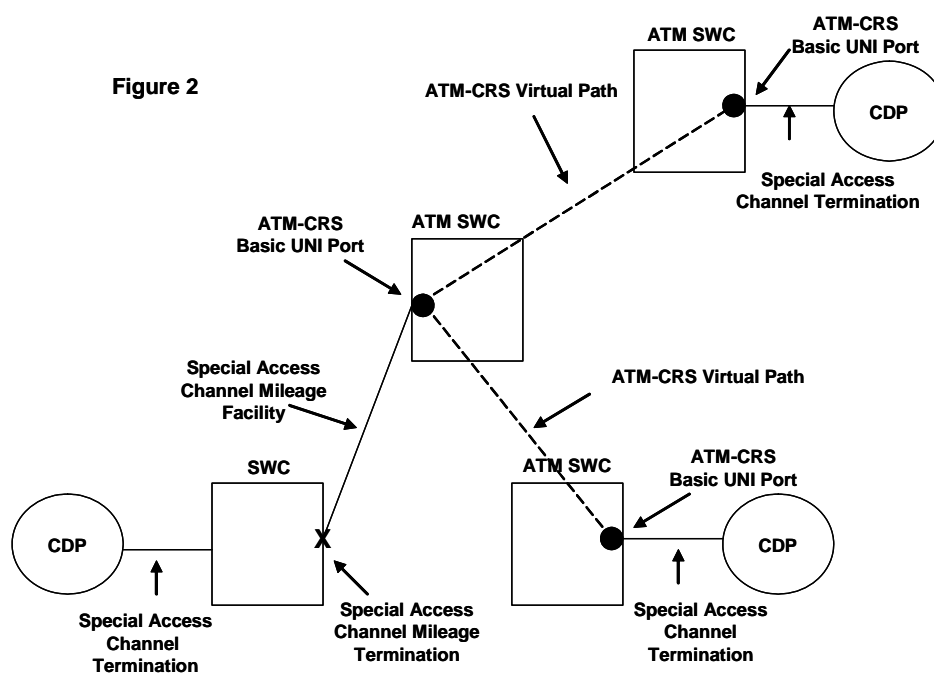 Figure 2
ATM SWC
ATM-CRS
Basic UNI Port
ATM-CRS Virtual Path
CDP
Special Access
Channel Termination
ATM-CRS
Basic UNI Port
ATM SWC
Special Access
Channel Mileage
Facility
ATM-CRS Virtual Path
SWC
ATM SWC
ATM-CRS
Basic UNI Port
CDP
X
CDP
Special Access
Channel
Termination
Special Access
Channel Mileage
Termination
Special Access
Channel
Termination